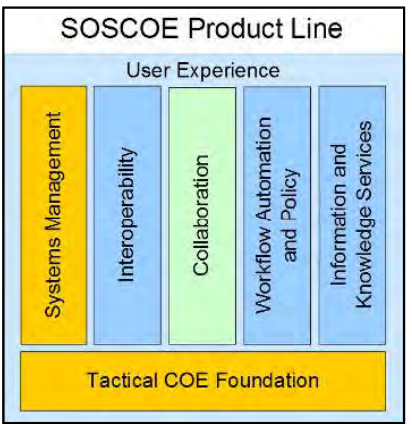 SOSCOE Product Line
User Experience
Systems Management
Interoperability
Collaboration
Workflow Automation
and Policy
Information and
Knowledge Services
Tactical COE Foundation